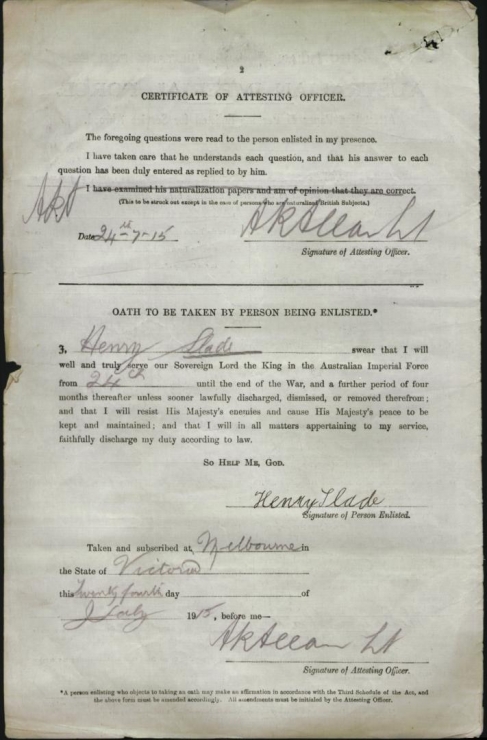 2
CERTIFICATE OF ATTESTING OFFICER.
The foregoing questions were read to the person enlisted in my presence.
I have taken care that he understands each question, and that his answer to each
question has been duly entered as replied to by him.
I have examined his naturalization papers and am of opinion that they are correct.
(This to be struck out except in the case of persons who are naturalized British Subjects.)
Date 24th-7-15
Signature of Attesting Officer.
OATH TO BE TAKEN BY PERSON BEING ENLISTED.*
3, Henry Slade swear that I will
well and truly serve our Sovereign Lord the King in the Australian Imperial Force
from 24th until the end of the War, and a further period of four
months thereafter unless sooner lawfully discharged, dismissed, or removed therefrom;
and that I will resist His Majesty's enemies and cause His Majesty's peace to be
kept and maintained; and that I will in all matters appertaining to my service,
faithfully discharge my duty according to law.
SO HELP ME, GOD.
Henry Slade
Signature of Person Enlisted.
Taken and subscribed at Melbourne in
the State of Victoria
this Twenty fourth day of
July 1915, before me—
Signature of Attesting Officer.
*A person enlisting who objects to taking an oath may make an affirmation in accordance with the Third Schedule of the Act, and
the above form must be amended accordingly. All amendments must be initialed by the Attesting Officer.